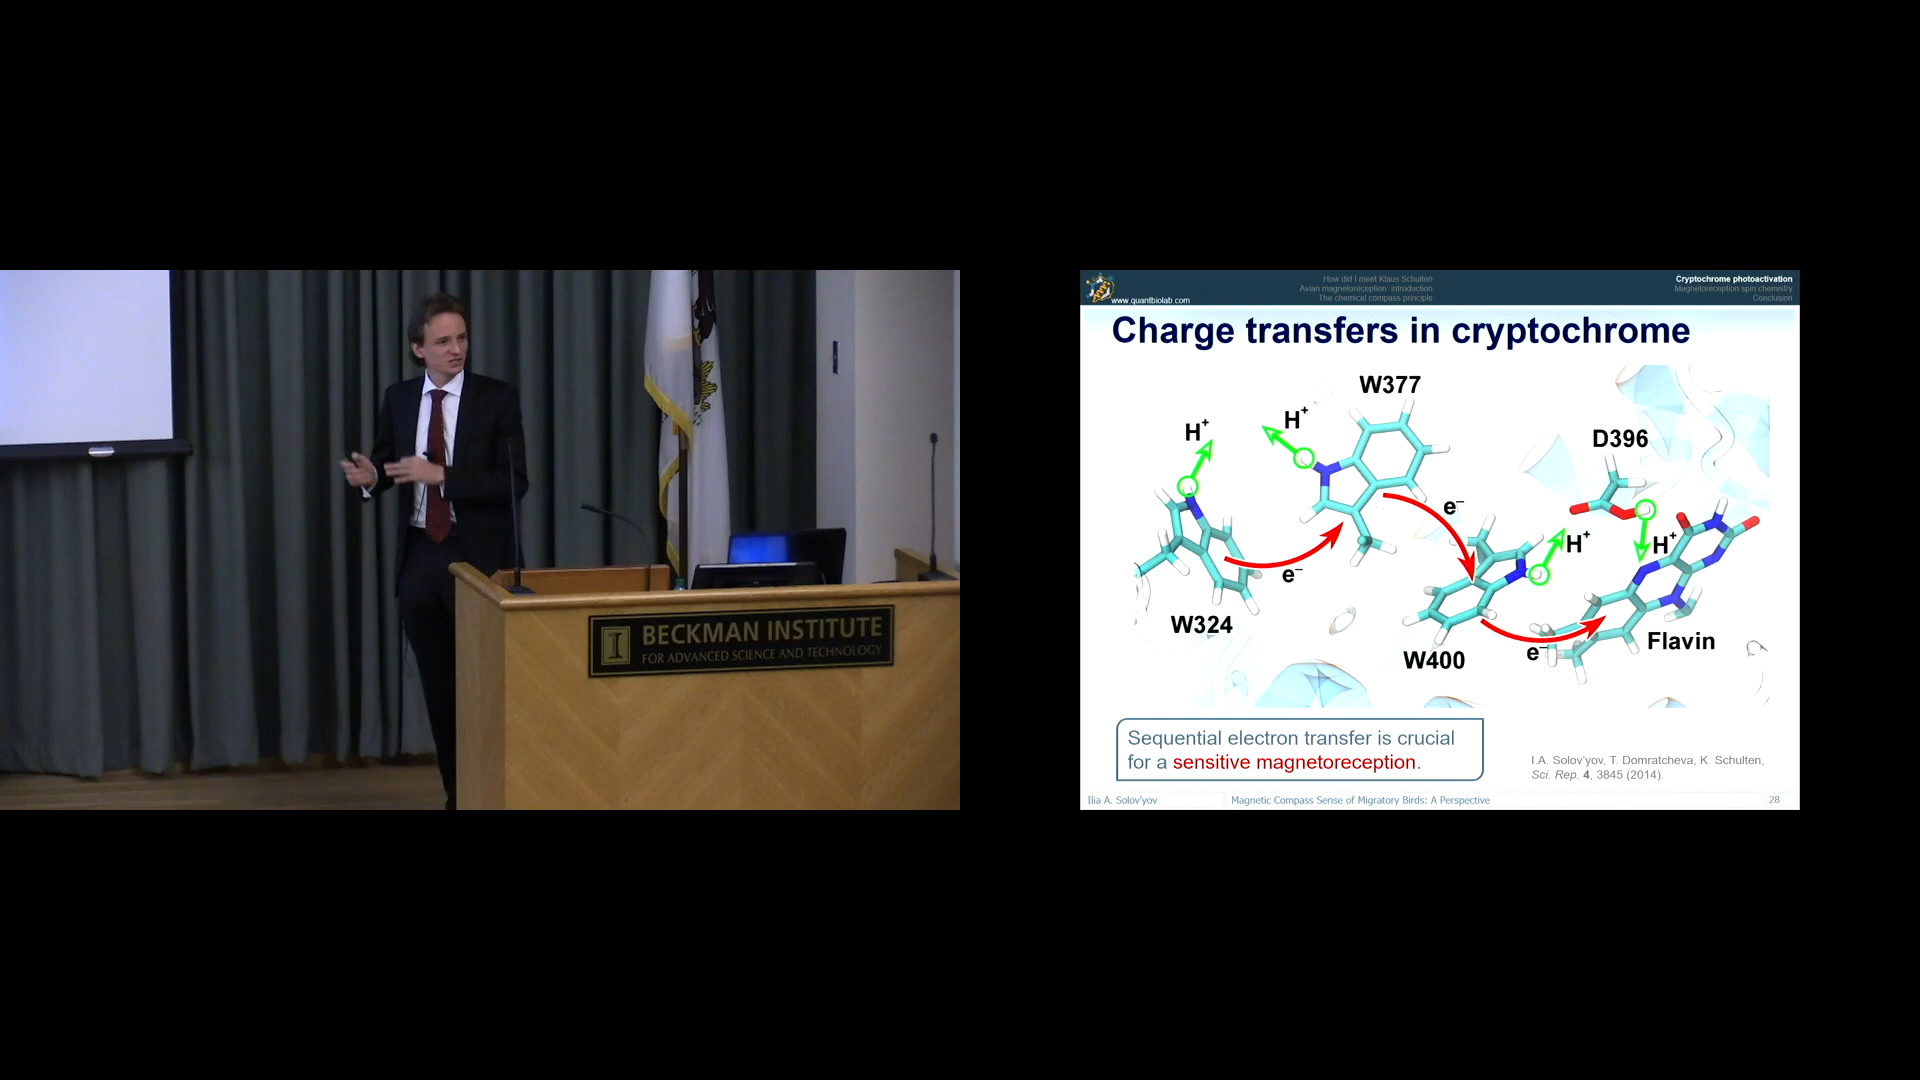 I
BECKMAN INSTITUTE
FOR ADVANCED SCIENCE AND TECHNOLOGY
www.quantbiolab.com
How did I meet Klaus Schulten
Avian magnetoreception: introduction
The chemical compass principle
Cryptochrome photoactivation
Magnetoreception spin chemistry
Conclusion
Charge transfers in cryptochrome
W377
H+
H+
D396
e−
H+
H+
e−
W324
W400
e−
Flavin
Sequential electron transfer is crucial
for a sensitive magnetoreception.
I.A. Solov'yov, T. Domratcheva, K. Schulten,
Sci. Rep. 4, 3845 (2014).
Ilia A. Solov'yov
Magnetic Compass Sense of Migratory Birds: A Perspective
28